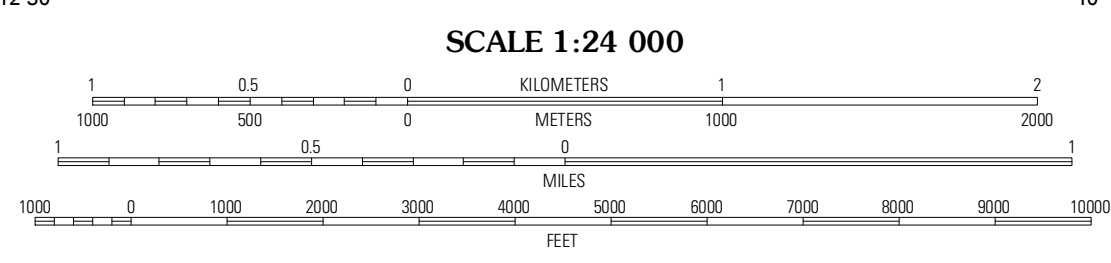 SCALE 1:24 000
1 0.5 0 KILOMETERS 1 2
1000 500 0 METERS 1000 2000
1 0.5 0 1
MILES
1000 0 1000 2000 3000 4000 5000 6000 7000 8000 9000 10000
FEET